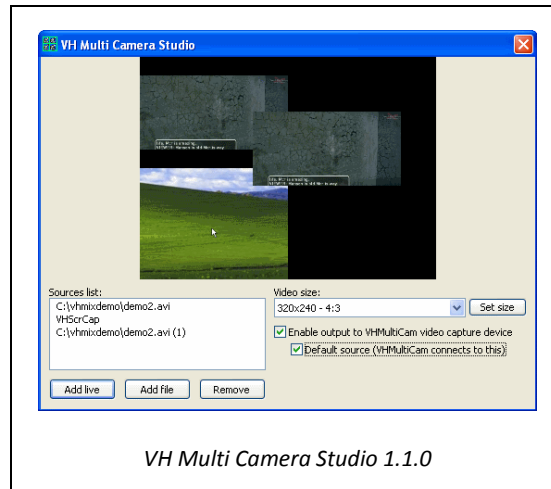 VH Multi Camera Studio
Sources list:
C:\vhmixdemo\demo2.avi
VHScrCap
C:\vhmixdemo\demo2.avi (1)
Video size:
320x240 - 4:3
Set size
Enable output to VHMultiCam video capture device
Default source (VHMultiCam connects to this)
Add live
Add file
Remove
VH Multi Camera Studio 1.1.0